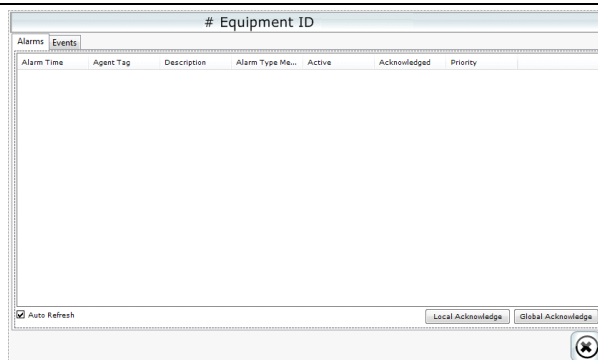 # Equipment ID
Alarms Events
Alarm Time Agent Tag Description Alarm Type Me... Active Acknowledged Priority
Auto Refresh Local Acknowledge Global Acknowledge